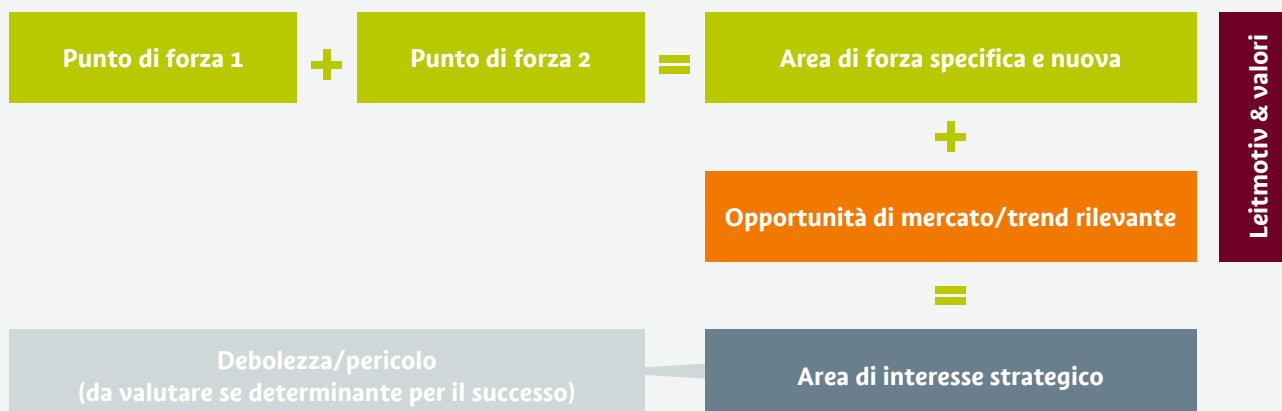 Punto di forza 1
+
Punto di forza 2
=
Area di forza specifica e nuova
+
Opportunità di mercato/trend rilevante
=
Debolezza/pericolo
(da valutare se determinante per il successo)
Area di interesse strategico
Leitmotiv & valori